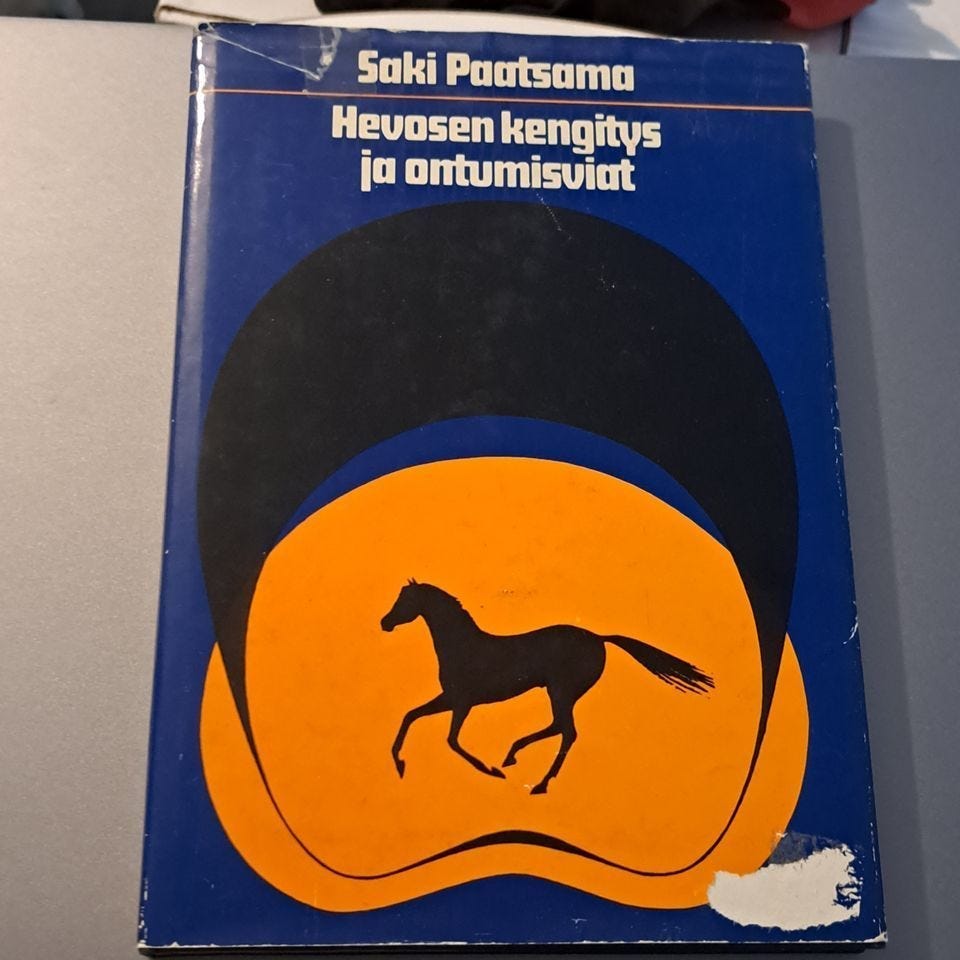 Saki Paatsama
Hevosen kengitys
ja ontumisviat